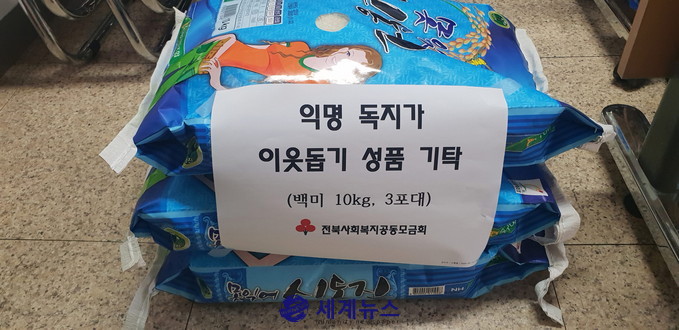 익명 독지가
이웃돕기 성품 기탁
(백미 10kg, 3포대)
전북사회복지공동모금회
NH
세계뉴스